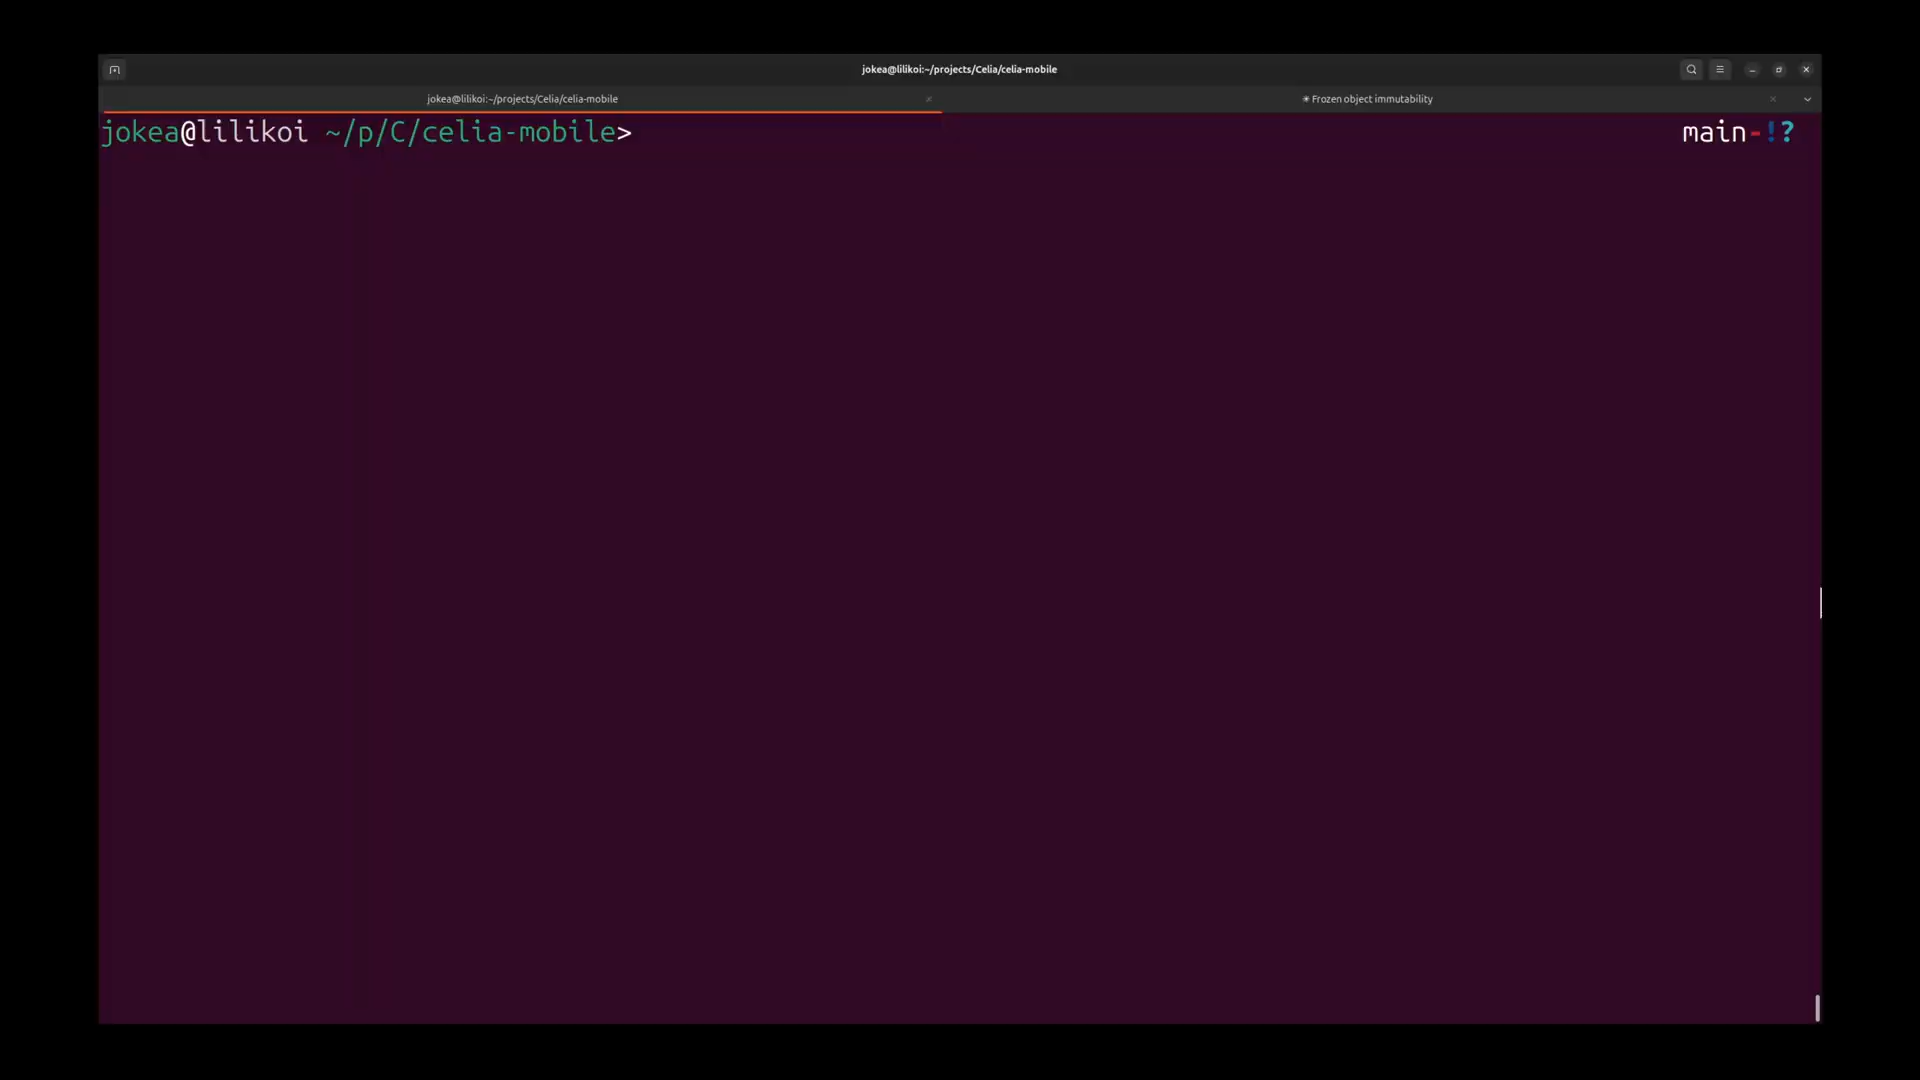 jokea@lilikoi:~/projects/Celia/celia-mobile
jokea@lilikoi:~/projects/Celia/celia-mobile
✳ Frozen object immutability
jokea@lilikoi ~/p/C/celia-mobile> main-!?